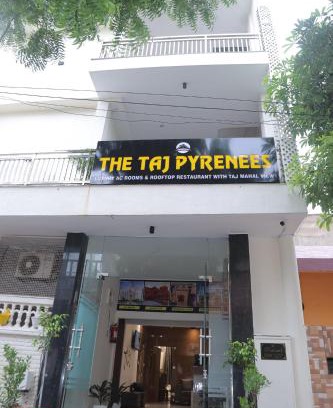 THE TAJ PYRENEES
AC ROOMS & ROOFTOP RESTAURANT WITH TAJ MAHAL VIEW